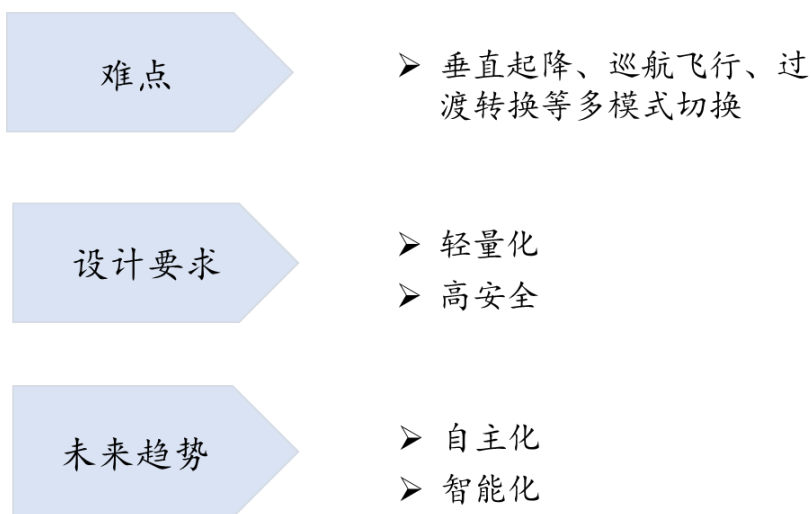 难点
➢ 垂直起降、巡航飞行、过
渡转换等多模式切换
设计要求
➢ 轻量化
➢ 高安全
未来趋势
➢ 自主化
➢ 智能化